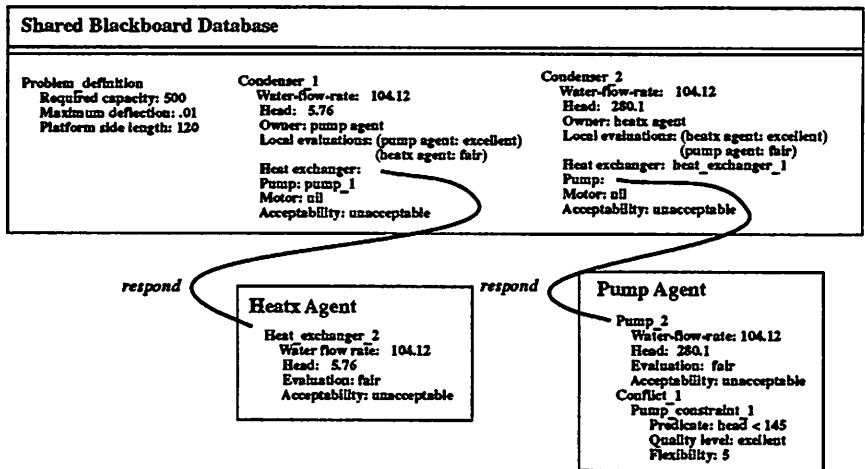 Shared Blackboard Database
Problem_definition
Required capacity: 500
Maximum deflection: .01
Platform side length: 120
Condenser_1
Water-flow-rate: 104.12
Head: 5.76
Owner: pump agent
Local evaluations: (pump agent: excellent)
(heatx agent: fair)
Heat exchanger:
Pump: pump_1
Motor: nil
Acceptability: unacceptable
Condenser_2
Water-flow-rate: 104.12
Head: 280.1
Owner: heatx agent
Local evaluations: (heatx agent: excellent)
(pump agent: fair)
Heat exchanger: heat_exchanger_1
Pump:
Motor: nil
Acceptability: unacceptable
respond
Heatx Agent
Heat_exchanger_2
Water flow rate: 104.12
Head: 5.76
Evaluation: fair
Acceptability: unacceptable
respond
Pump Agent
Pump_2
Water-flow-rate: 104.12
Head: 280.1
Evaluation: fair
Acceptability: unacceptable
Conflict_1
Pump_constraint_1
Predicate: head < 145
Quality level: exellent
Flexibility: 5